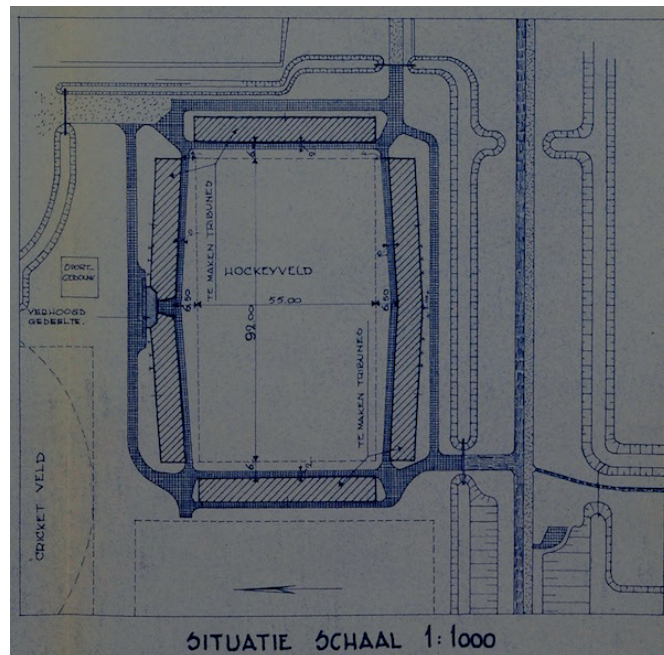 TE MAKEN TRIBUNES
HOCKEYVELD
SPORT-
GEBOUW
55.00
6.50
6.50
VERHOOGD
GEDEELTE.
92.00
TE MAKEN TRIBUNES
CRICKET VELD
SITUATIE SCHAAL 1:1000